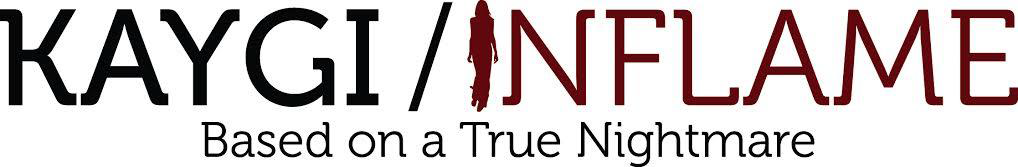 KAYGI / INFLAME
Based on a True Nightmare